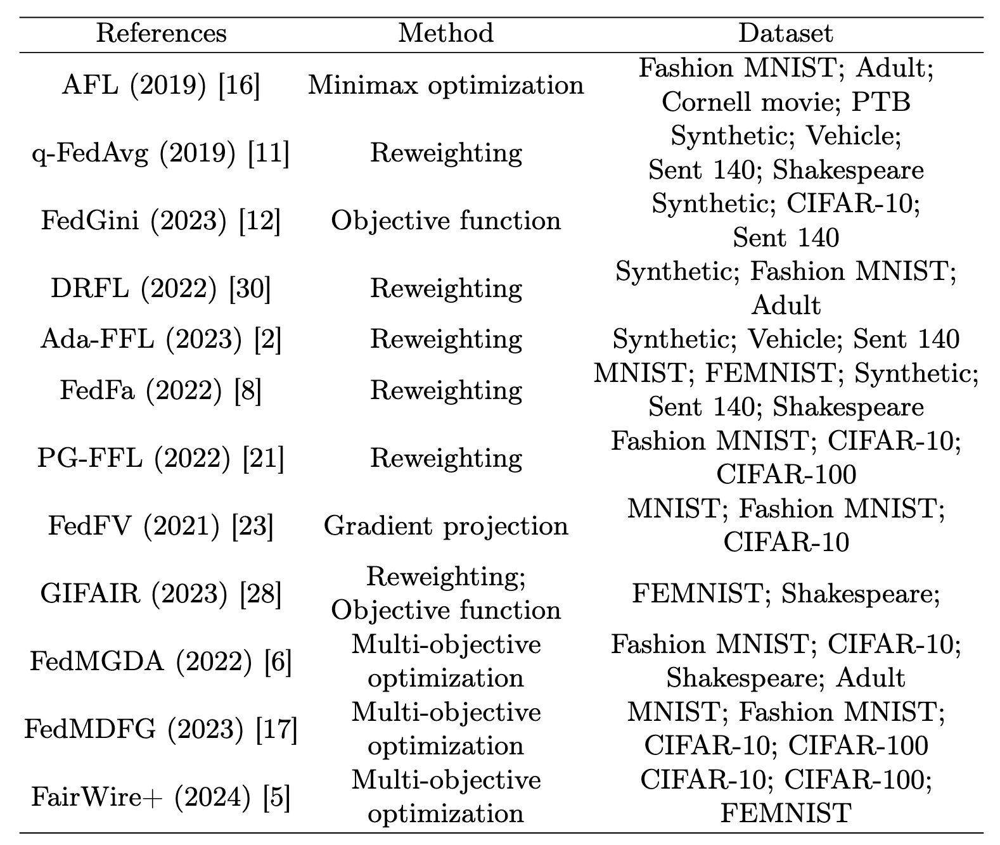 References Method Dataset
AFL (2019) [16] Minimax optimization Fashion MNIST; Adult;
Cornell movie; PTB
q-FedAvg (2019) [11] Reweighting Synthetic; Vehicle;
Sent 140; Shakespeare
FedGini (2023) [12] Objective function Synthetic; CIFAR-10;
Sent 140
DRFL (2022) [30] Reweighting Synthetic; Fashion MNIST;
Adult
Ada-FFL (2023) [2] Reweighting Synthetic; Vehicle; Sent 140
FedFa (2022) [8] Reweighting MNIST; FEMNIST; Synthetic;
Sent 140; Shakespeare
PG-FFL (2022) [21] Reweighting Fashion MNIST; CIFAR-10;
CIFAR-100
FedFV (2021) [23] Gradient projection MNIST; Fashion MNIST;
CIFAR-10
GIFAIR (2023) [28] Reweighting;
Objective function FEMNIST; Shakespeare;
FedMGDA (2022) [6] Multi-objective
optimization Fashion MNIST; CIFAR-10;
Shakespeare; Adult
FedMDFG (2023) [17] Multi-objective
optimization MNIST; Fashion MNIST;
CIFAR-10; CIFAR-100
FairWire+ (2024) [5] Multi-objective
optimization CIFAR-10; CIFAR-100;
FEMNIST